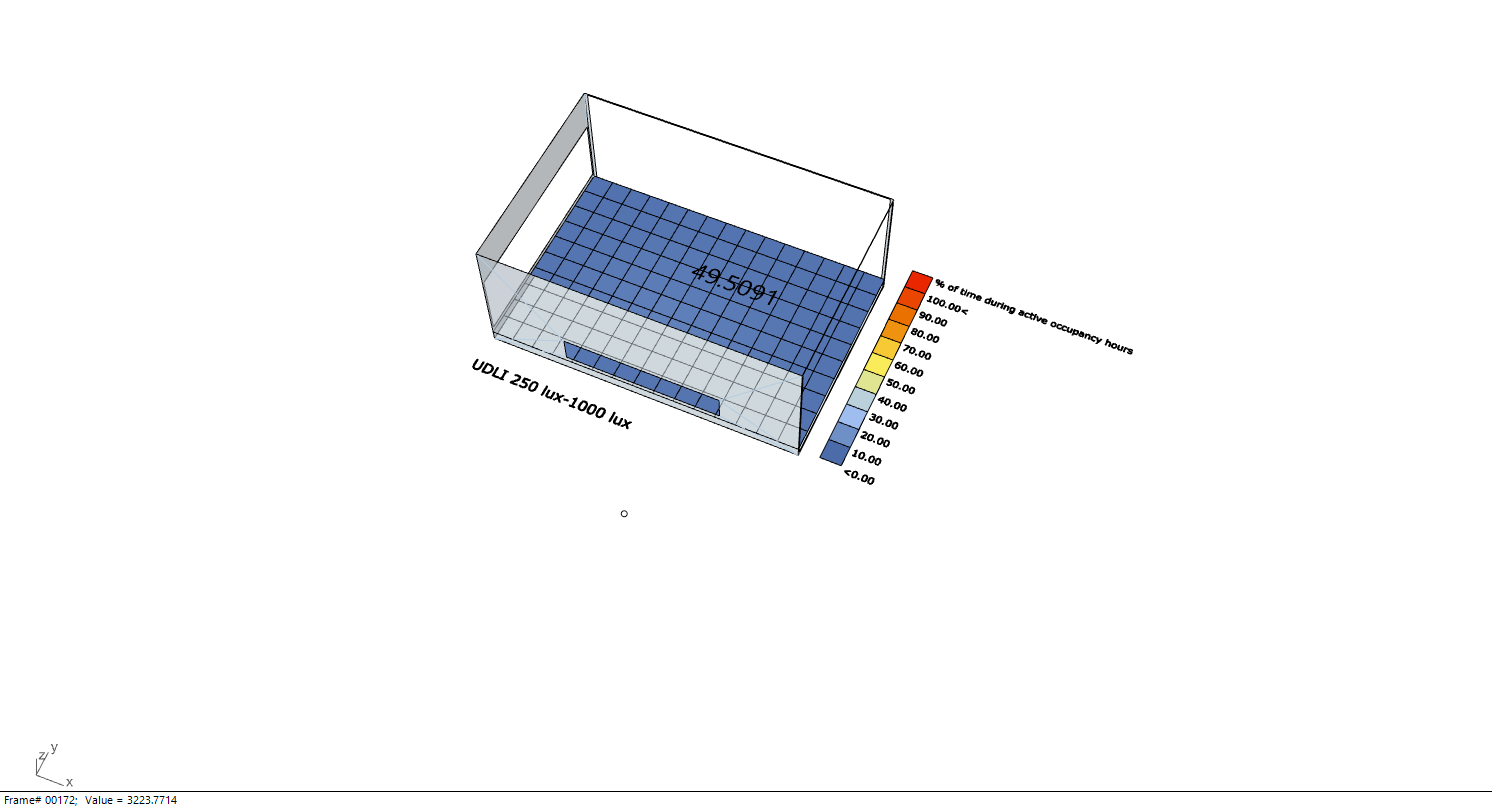 49.5091
% of time during active occupancy hours
100.00<
90.00
80.00
70.00
60.00
50.00
40.00
30.00
20.00
10.00
<0.00
UDLI 250 lux-1000 lux
z y
x
Frame# 00172; Value = 3223.7714